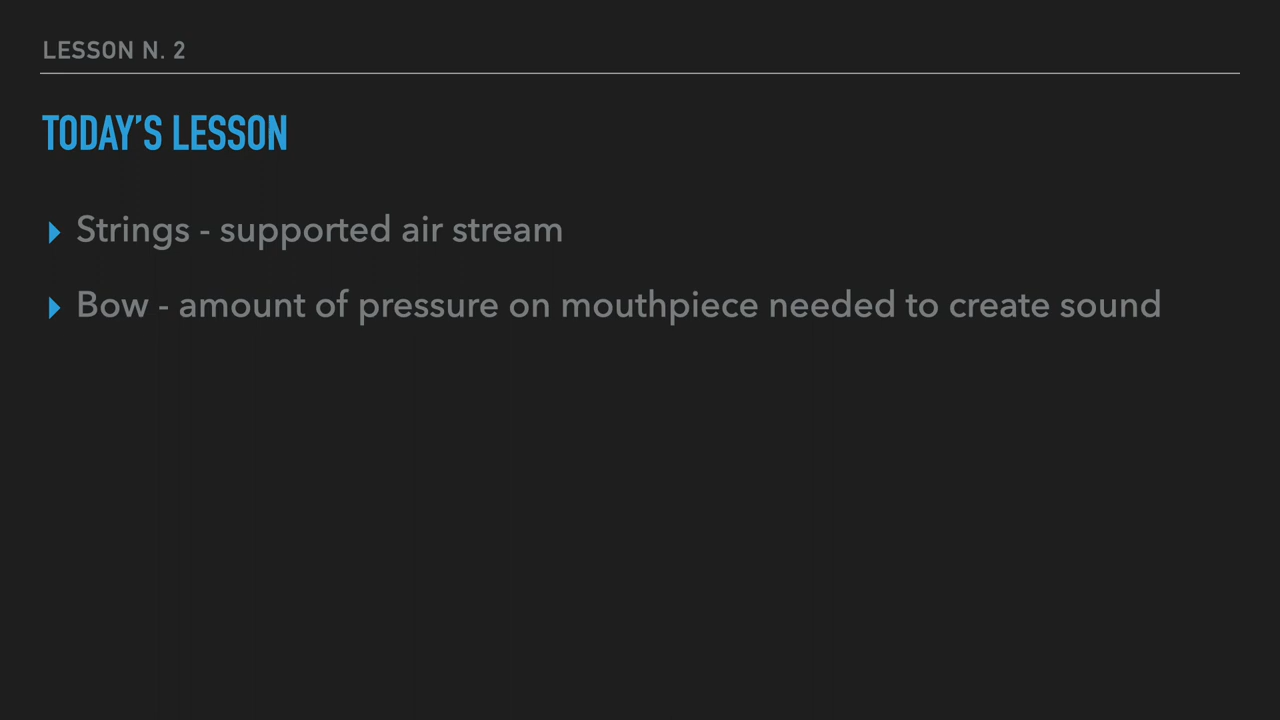 LESSON N. 2
TODAY’S LESSON
▸ Strings - supported air stream
▸ Bow - amount of pressure on mouthpiece needed to create sound